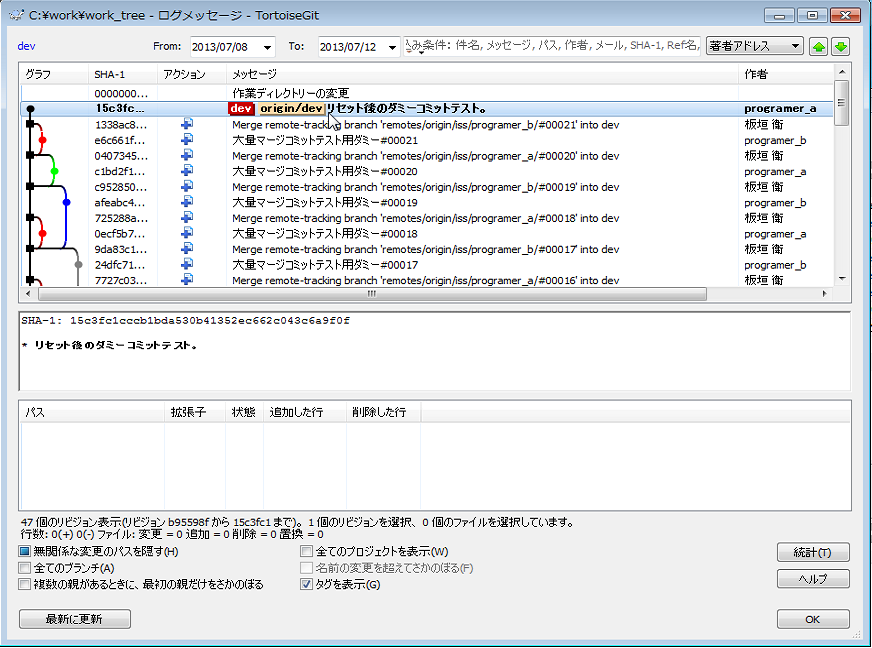 C:¥work¥work_tree - ログメッセージ - TortoiseGit
dev From: 2013/07/08 To: 2013/07/12 条件: 件名, メッセージ, パス, 作者, メール, SHA-1, Ref名, 著者アドレス
グラフ SHA-1 アクション メッセージ 作者
0000000... 作業ディレクトリーの変更
15c3fc... dev origin/dev リセット後のダミーコミットテスト。 programer_a
1338ac8... Merge remote-tracking branch 'remotes/origin/iss/programer_b/#00021' into dev 板垣 衛
e6c661f... 大量マージコミットテスト用ダミー#00021 programer_b
0407345... Merge remote-tracking branch 'remotes/origin/iss/programer_a/#00020' into dev 板垣 衛
c1bd2f1... 大量マージコミットテスト用ダミー#00020 programer_a
c952850... Merge remote-tracking branch 'remotes/origin/iss/programer_b/#00019' into dev 板垣 衛
afeabc4... 大量マージコミットテスト用ダミー#00019 programer_b
725288a... Merge remote-tracking branch 'remotes/origin/iss/programer_a/#00018' into dev 板垣 衛
0ecf5b7... 大量マージコミットテスト用ダミー#00018 programer_a
9da83c1... Merge remote-tracking branch 'remotes/origin/iss/programer_b/#00017' into dev 板垣 衛
24dfc71... 大量マージコミットテスト用ダミー#00017 programer_b
7727c03... Merge remote-tracking branch 'remotes/origin/iss/programer_a/#00016' into dev 板垣 衛
SHA-1: 15c3fc1cccb1bda530b41352ec662c043c6a9f0f
* リセット後のダミーコミットテスト。
パス 拡張子 状態 追加した行 削除した行
47 個のリビジョン表示(リビジョン b95598f から 15c3fc1 まで)。 1 個のリビジョンを選択、0 個のファイルを選択しています。
行数: 0(+) 0(-) ファイル: 変更 = 0 追加 = 0 削除 = 0 置換 = 0
無関係な変更のパスを隠す(H) 全てのプロジェクトを表示(W) 統計(T)
全てのブランチ(A) 名前の変更を超えてさかのぼる(F) ヘルプ
複数の親があるときに、最初の親だけをさかのぼる タグを表示(G)
最新に更新 OK